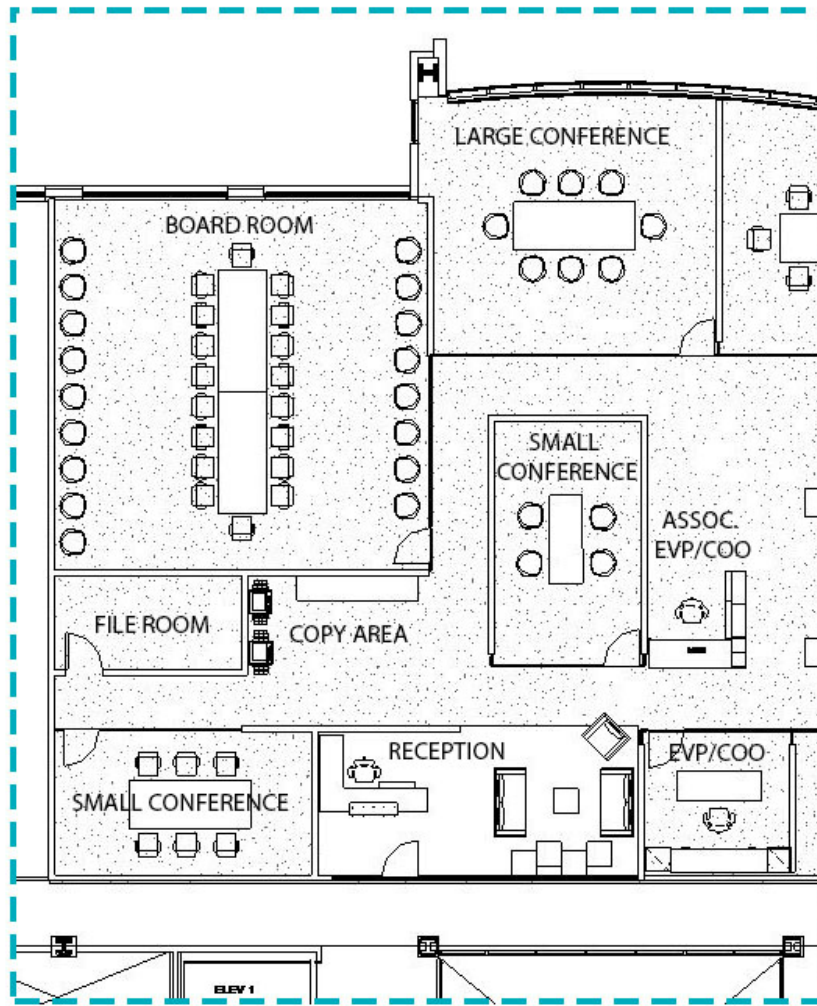 LARGE CONFERENCE
BOARD ROOM
SMALL
CONFERENCE
ASSOC.
EVP/COO
FILE ROOM
COPY AREA
RECEPTION
EVP/COO
SMALL CONFERENCE
ELEV 1